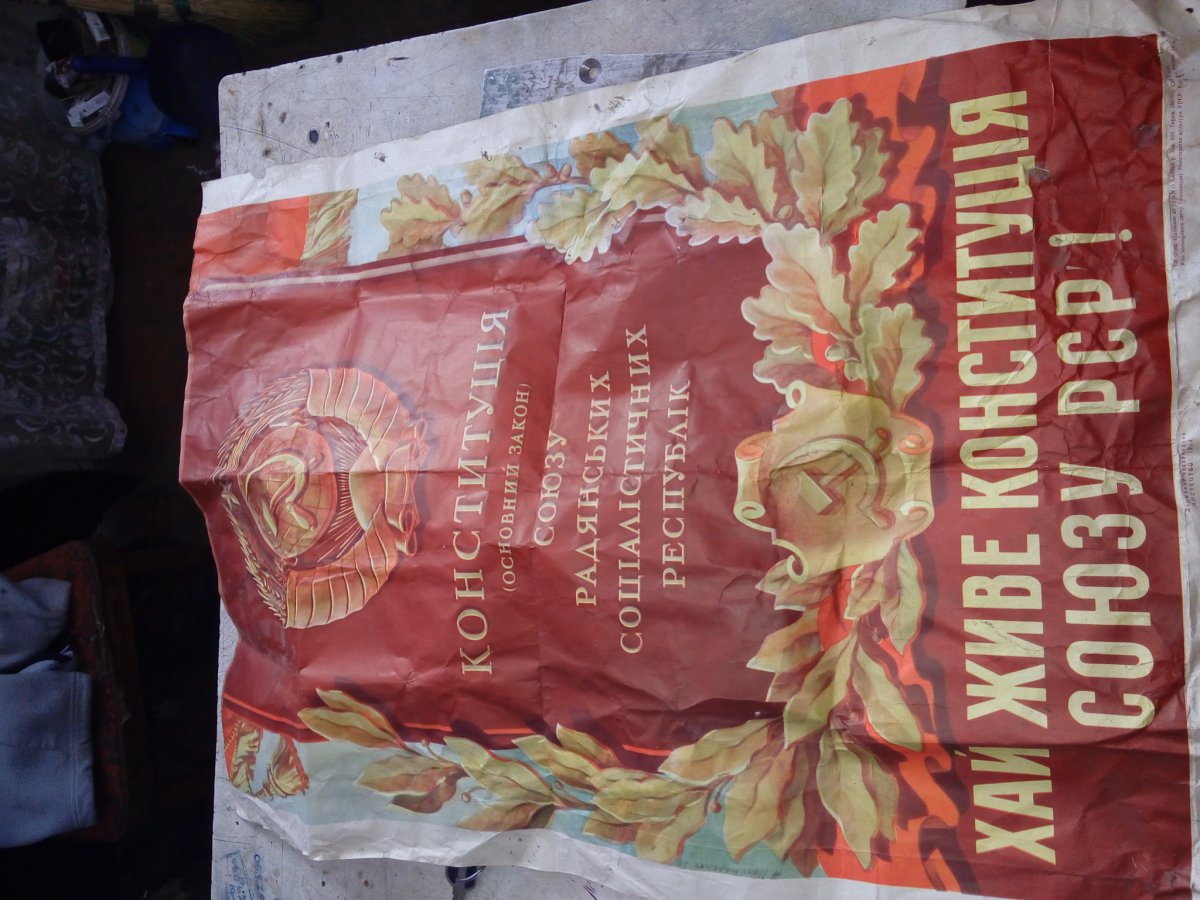 КОНСТИТУЦІЯ
(ОСНОВНИЙ ЗАКОН)
СОЮЗУ
РАДЯНСЬКИХ
СОЦІАЛІСТИЧНИХ
РЕСПУБЛІК
ХАЙ ЖИВЕ КОНСТИТУЦІЯ
СОЮЗУ РСР!